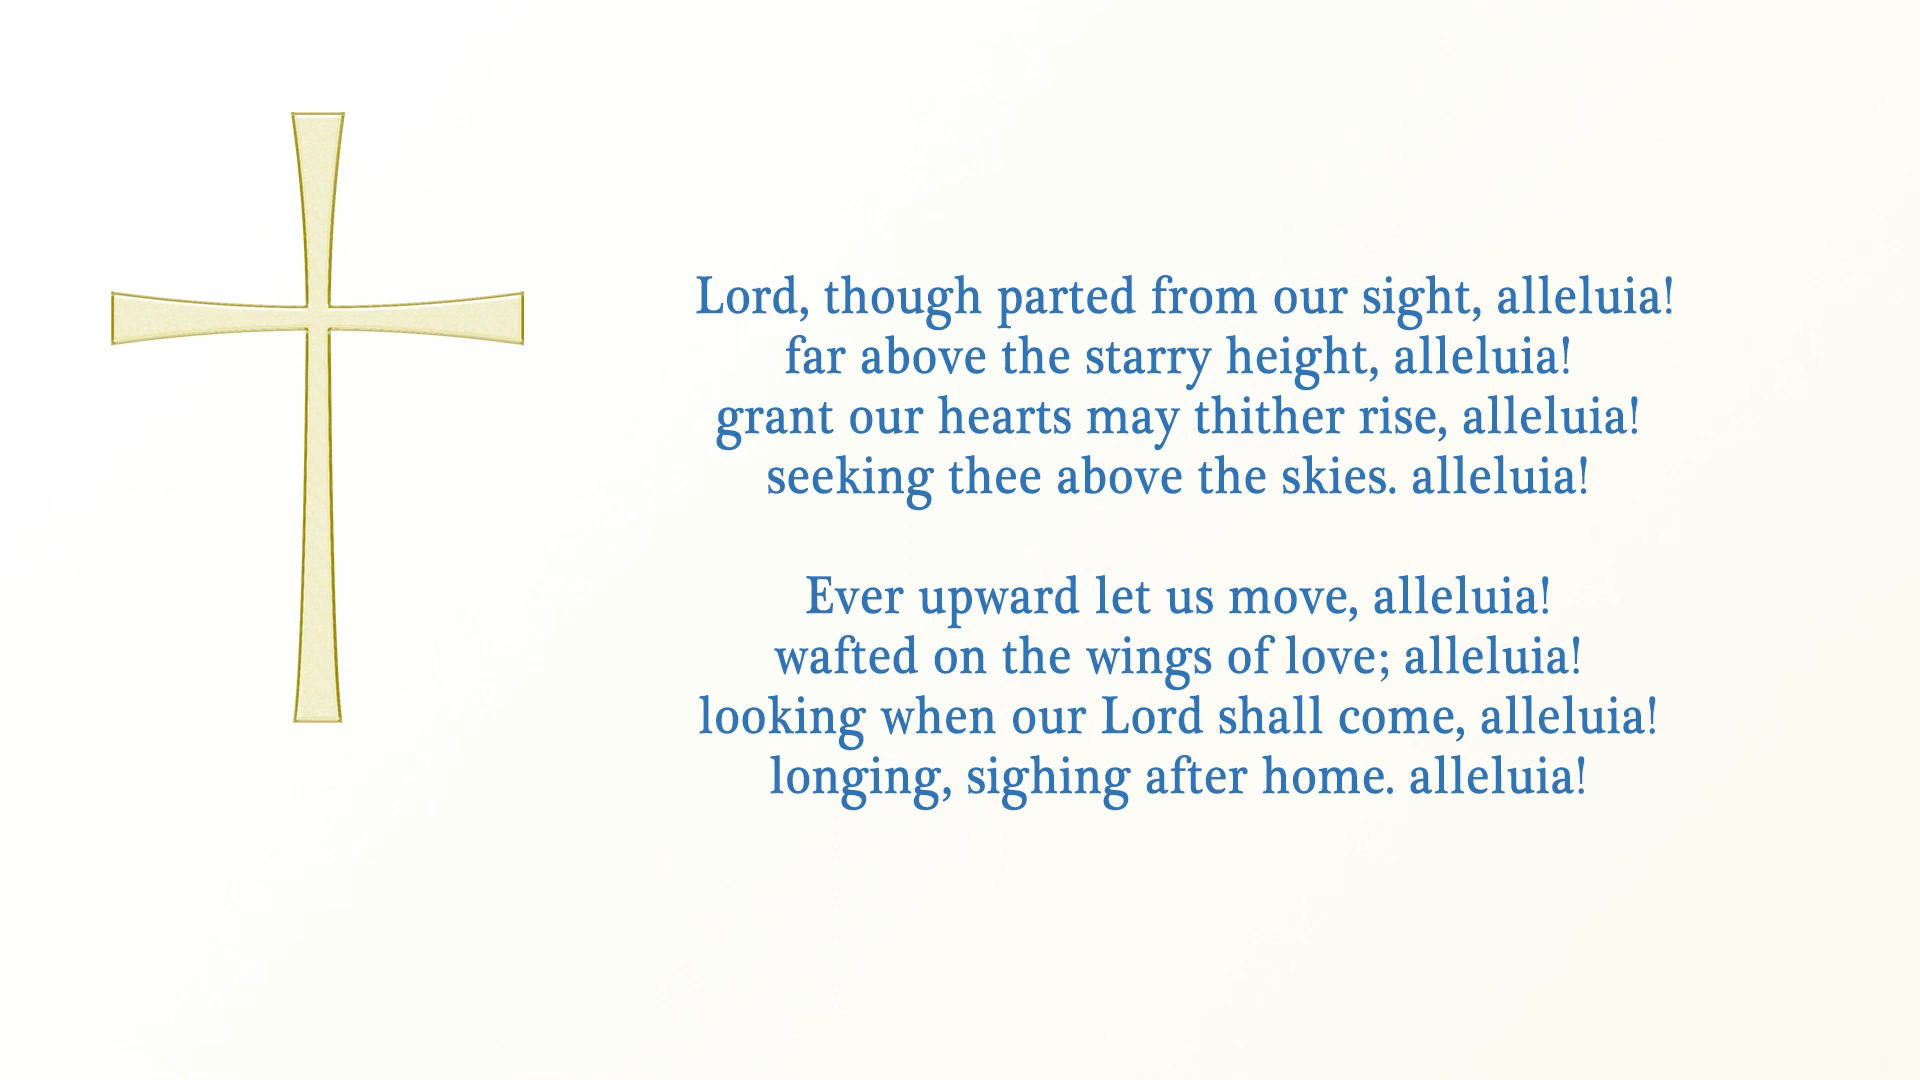 Lord, though parted from our sight, alleluia!
far above the starry height, alleluia!
grant our hearts may thither rise, alleluia!
seeking thee above the skies. alleluia!
Ever upward let us move, alleluia!
wafted on the wings of love; alleluia!
looking when our Lord shall come, alleluia!
longing, sighing after home. alleluia!